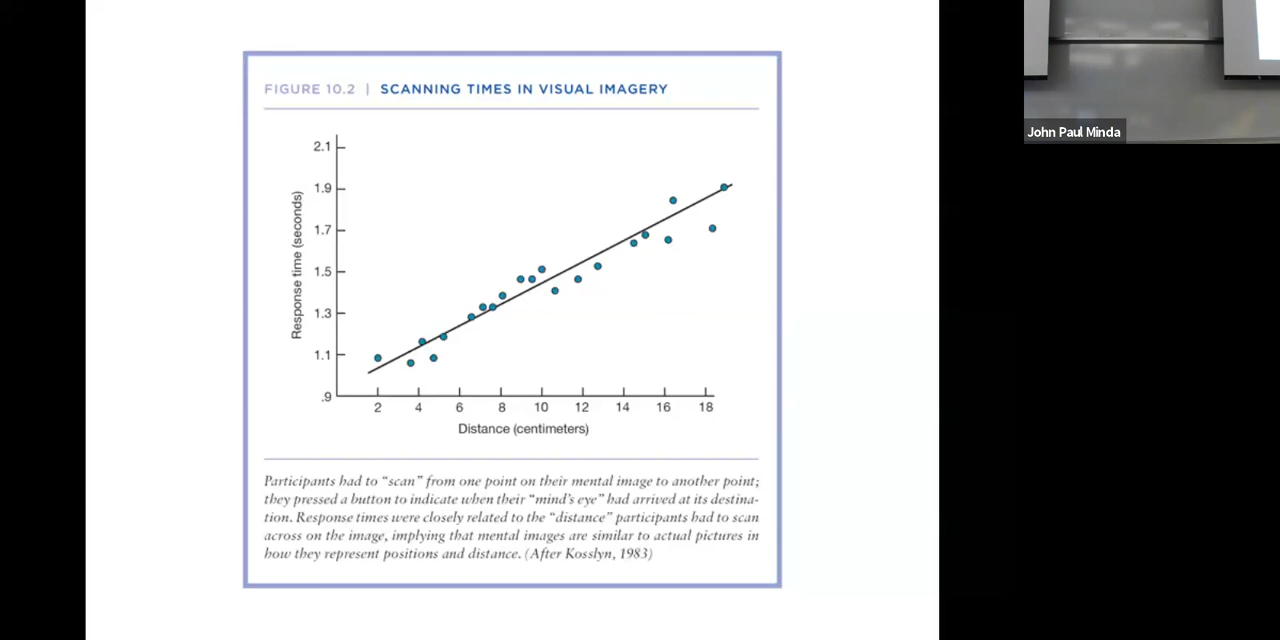 FIGURE 10.2 | SCANNING TIMES IN VISUAL IMAGERY
2.1
1.9
1.7
1.5
1.3
1.1
.9
Response time (seconds)
2 4 6 8 10 12 14 16 18
Distance (centimeters)
Participants had to “scan” from one point on their mental image to another point;
they pressed a button to indicate when their “mind’s eye” had arrived at its destina-
tion. Response times were closely related to the “distance” participants had to scan
across on the image, implying that mental images are similar to actual pictures in
how they represent positions and distance. (After Kosslyn, 1983)
John Paul Minda